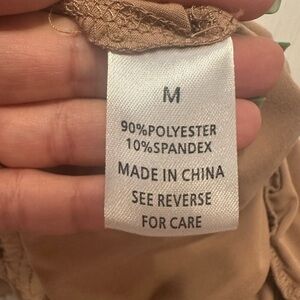 M
90%POLYESTER
10%SPANDEX
MADE IN CHINA
SEE REVERSE
FOR CARE